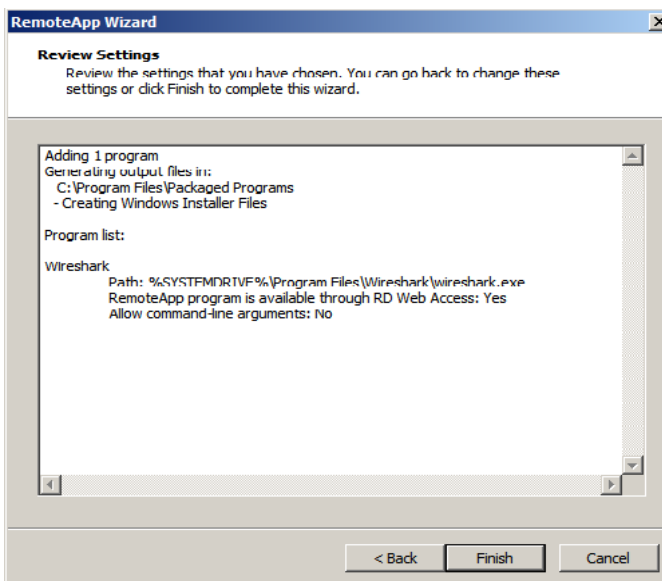 RemoteApp Wizard
Review Settings
Review the settings that you have chosen. You can go back to change these
settings or click Finish to complete this wizard.
Adding 1 program
Generating output files in:
C:\Program Files\Packaged Programs
- Creating Windows Installer Files
Program list:
Wireshark
Path: %SYSTEMDRIVE%\Program Files\Wireshark\wireshark.exe
RemoteApp program is available through RD Web Access: Yes
Allow command-line arguments: No
< Back Finish Cancel